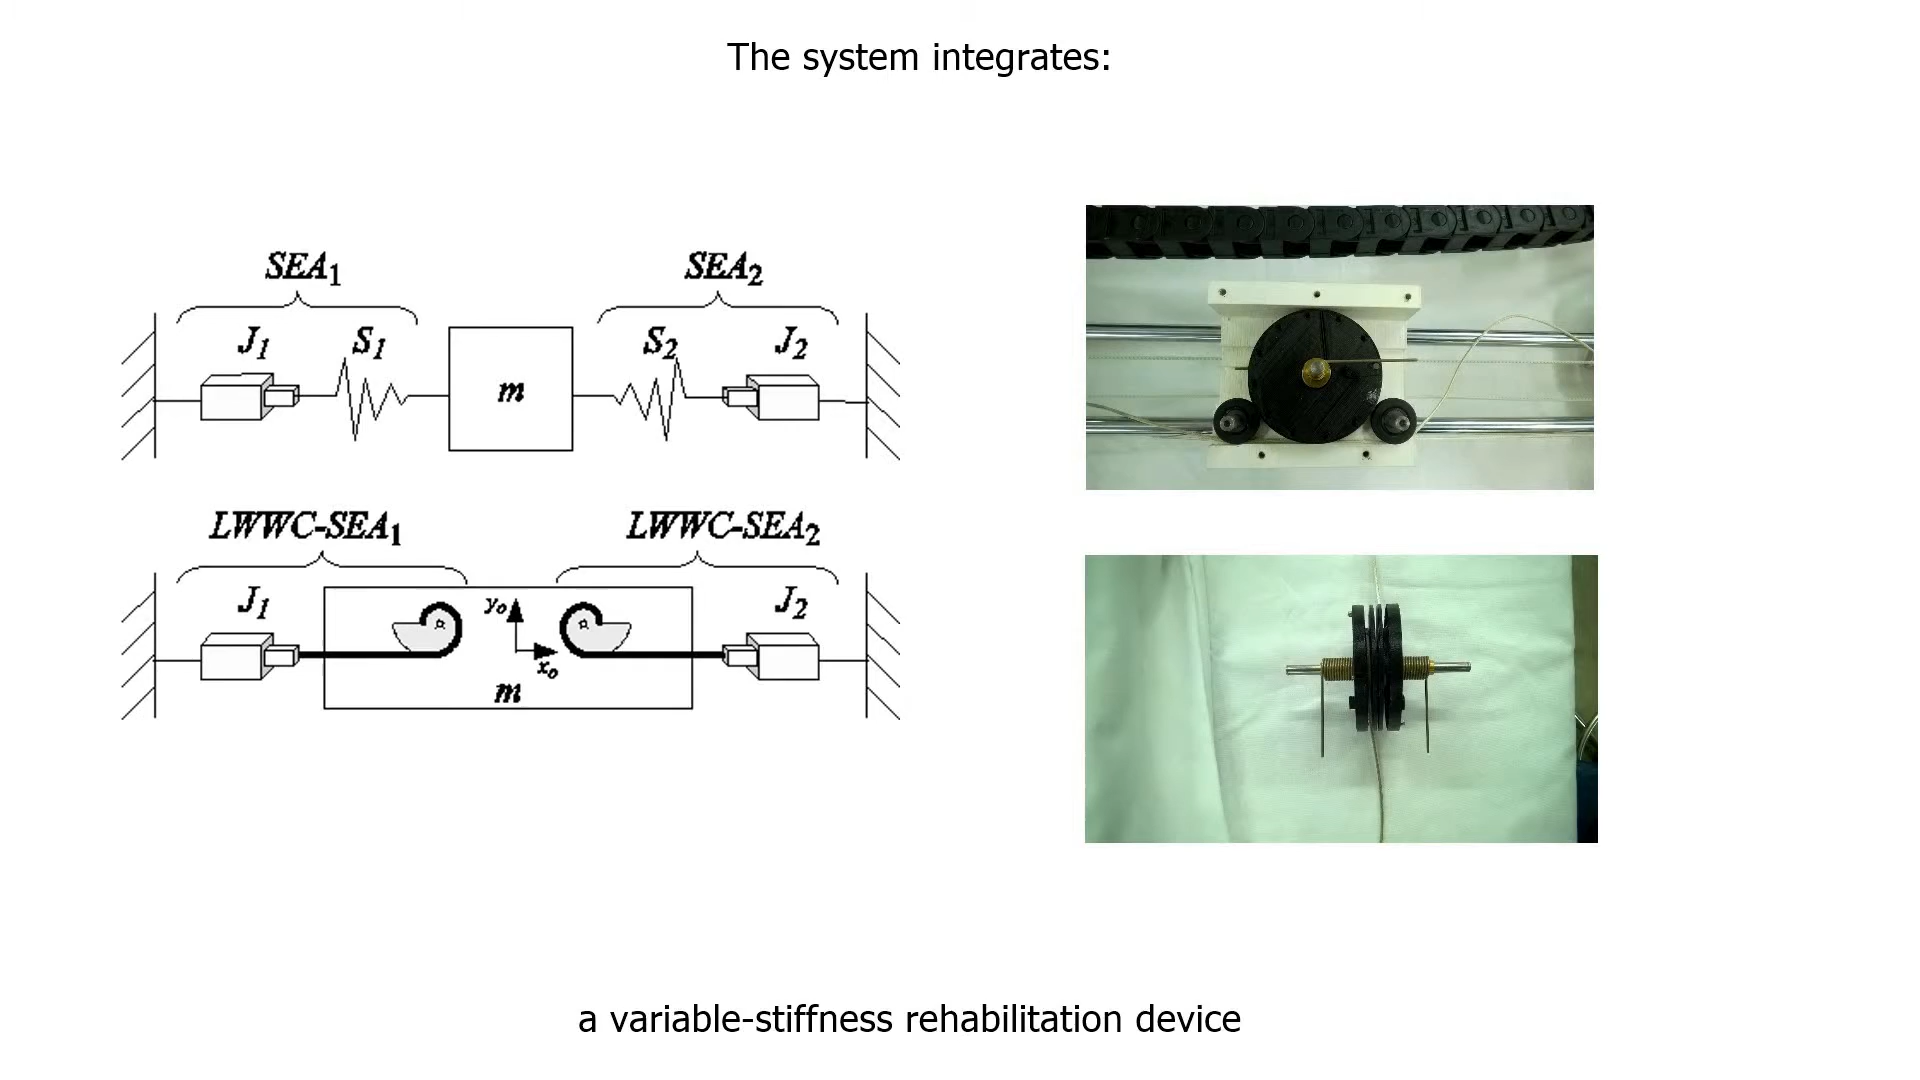 The system integrates:
SEA1 SEA2
J1 S1 S2 J2
m
LWWC-SEA1 LWWC-SEA2
J1 yo J2
xo
m
a variable-stiffness rehabilitation device